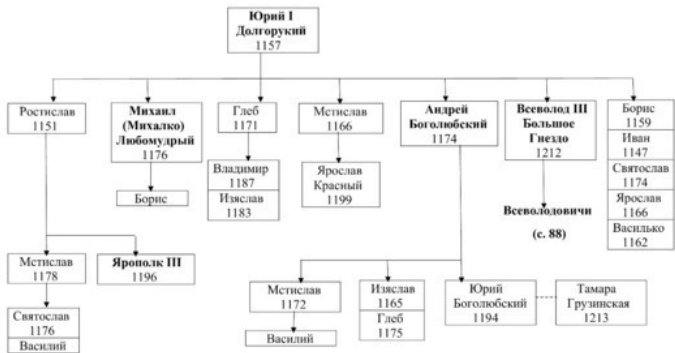 Юрий I
Долгорукий
1157
Ростислав
1151
Михаил
(Михалко)
Любомудрый
1176
Глеб
1171
Мстислав
1166
Андрей
Боголюбский
1174
Всеволод III
Большое
Гнездо
1212
Борис
1159
Иван
1147
Святослав
1174
Ярослав
1166
Василько
1162
Борис
Владимир
1187
Изяслав
1183
Ярослав
Красный
1199
Всеволодовичи
(с. 88)
Мстислав
1178
Ярополк III
1196
Святослав
1176
Василий
Мстислав
1172
Василий
Изяслав
1165
Глеб
1175
Юрий
Боголюбский
1194
Тамара
Грузинская
1213